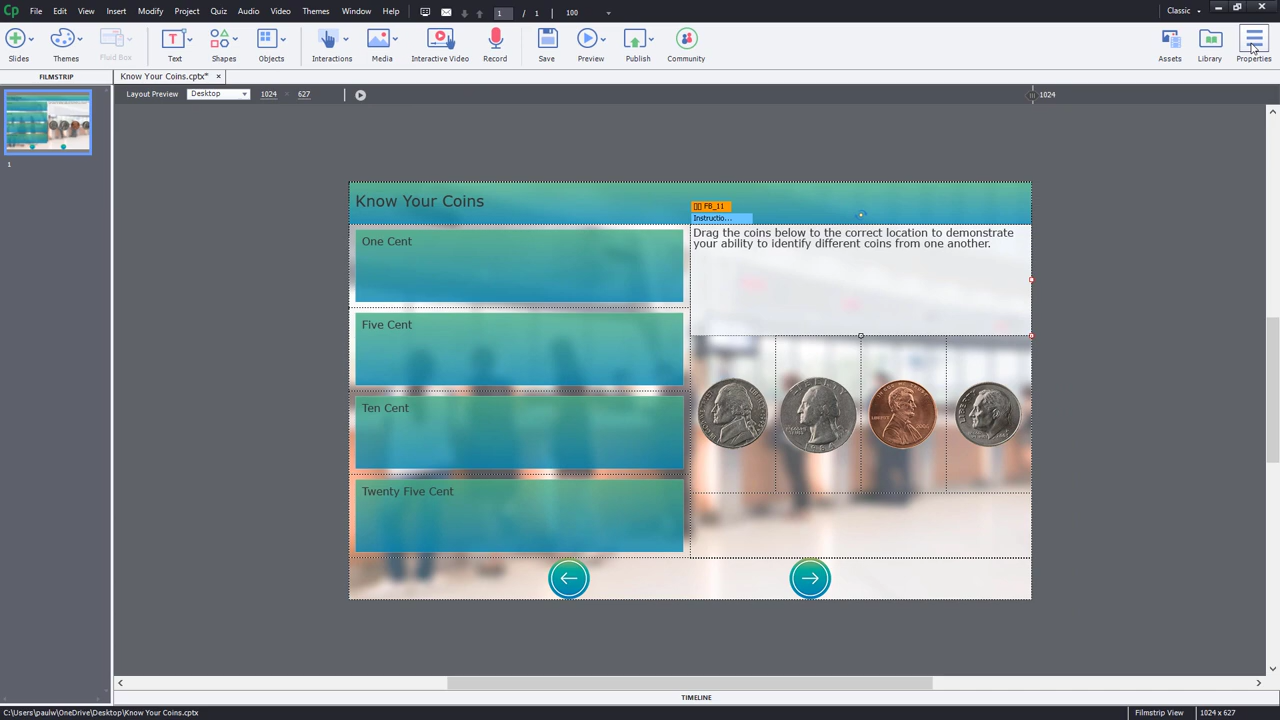 Cp File Edit View Insert Modify Project Quiz Audio Video Themes Window Help 1 / 1 100 Classic
Slides Themes Fluid Box Text Shapes Objects Interactions Media Interactive Video Record Save Preview Publish Community Assets Library Properties
FILMSTRIP Know Your Coins.cptx* ×
Layout Preview Desktop 1024 × 627 1024
1
Know Your Coins
FB_11
Instructio...
Drag the coins below to the correct location to demonstrate
your ability to identify different coins from one another.
One Cent
Five Cent
Ten Cent
Twenty Five Cent
TIMELINE
C:\Users\paulw\OneDrive\Desktop\Know Your Coins.cptx Filmstrip View 1024 x 627